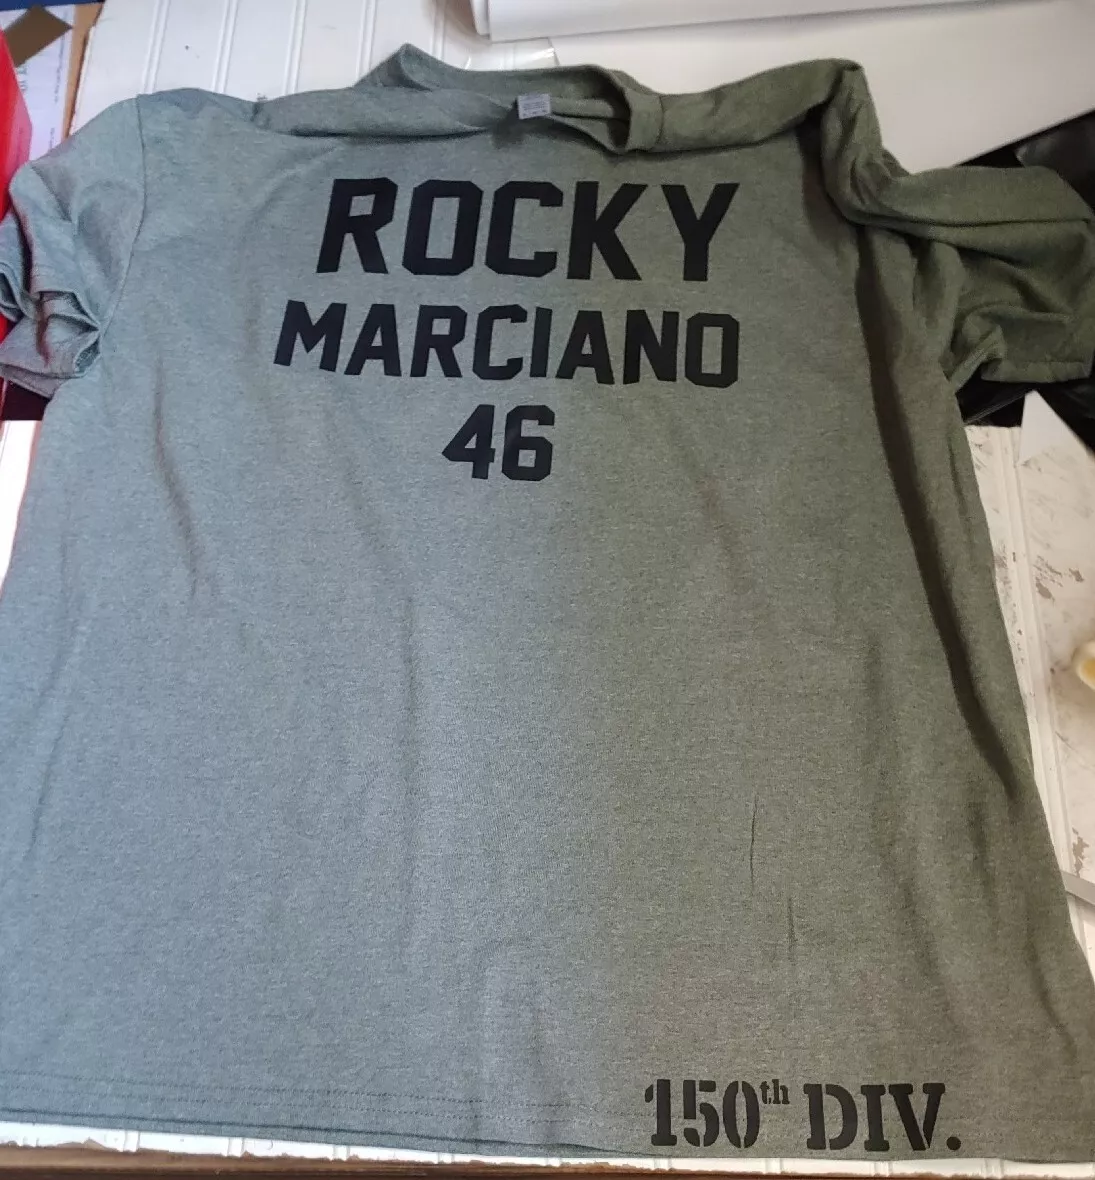 ROCKY
MARCIANO
46
150th DIV.